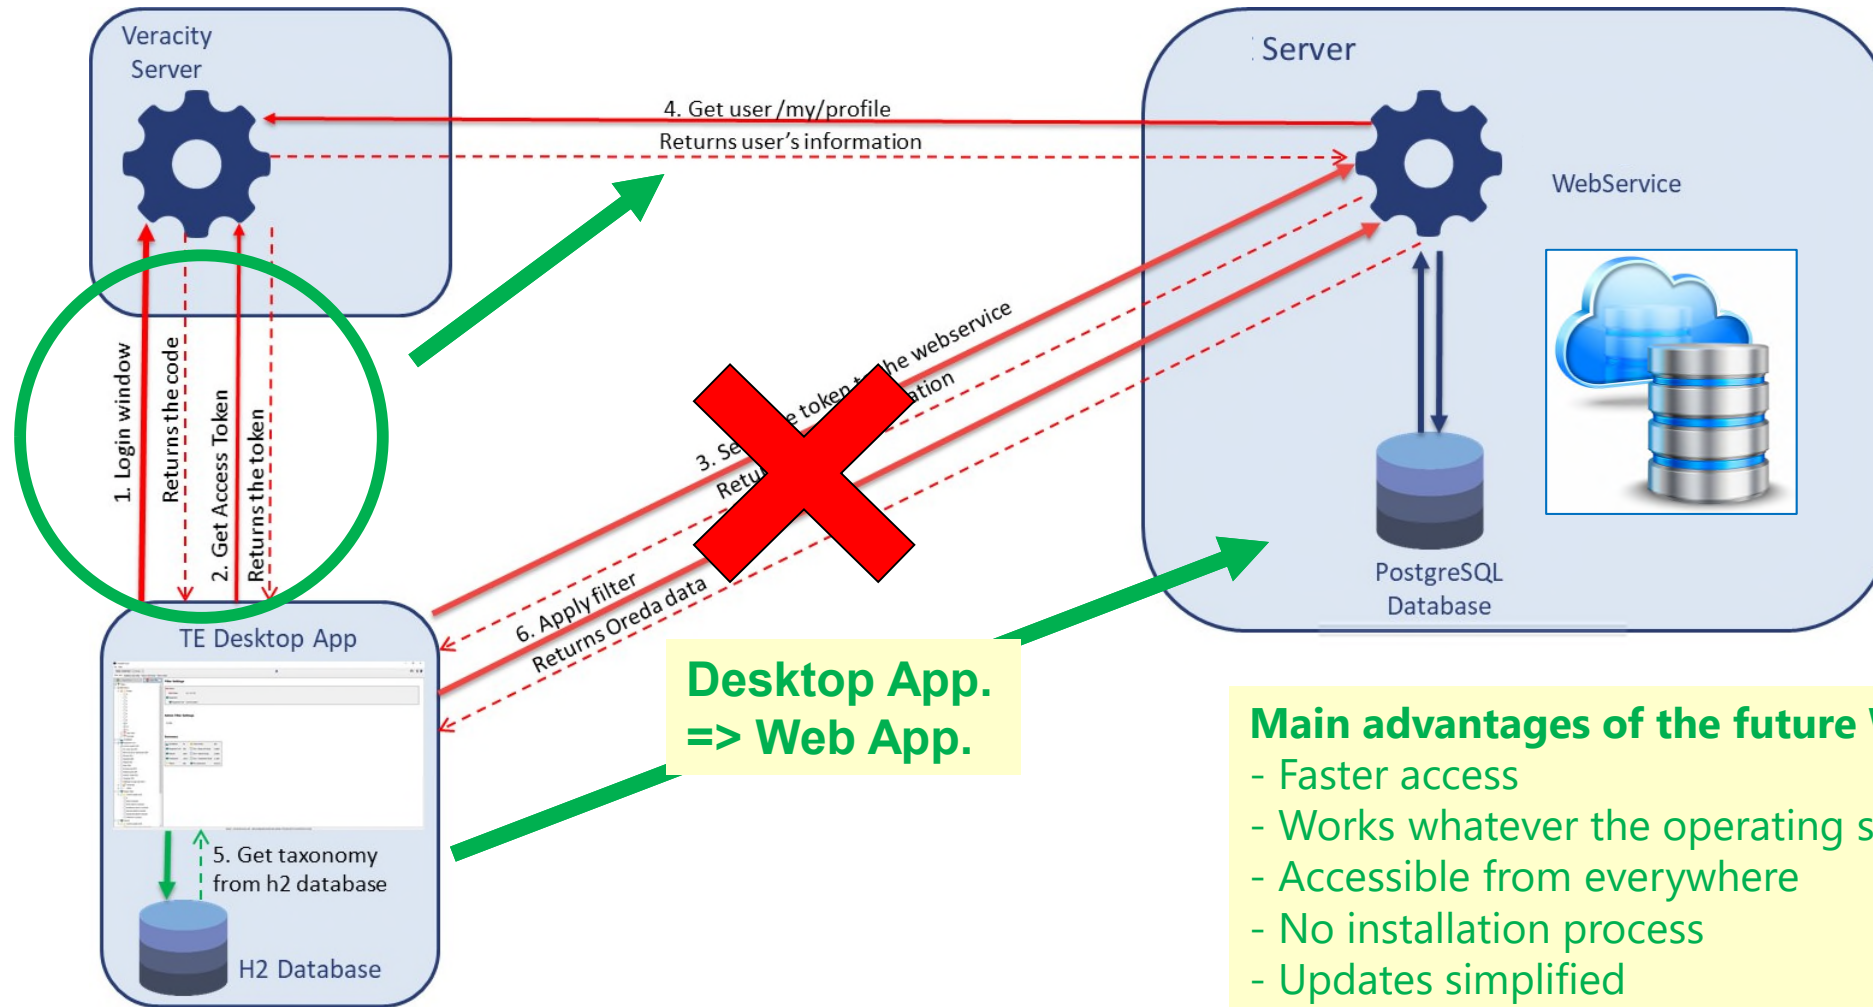 Veracity
Server
: Server
4. Get user /my/profile
Returns user's information
WebService
1. Login window
Returns the code
2. Get Access Token
Returns the token
3. Se e token t he webservice
Retu ation
6. Apply filter
Returns Oreda data
PostgreSQL
Database
TE Desktop App
5. Get taxonomy
from h2 database
H2 Database
Desktop App.
=> Web App.
Main advantages of the future
- Faster access
- Works whatever the operating s
- Accessible from everywhere
- No installation process
- Updates simplified